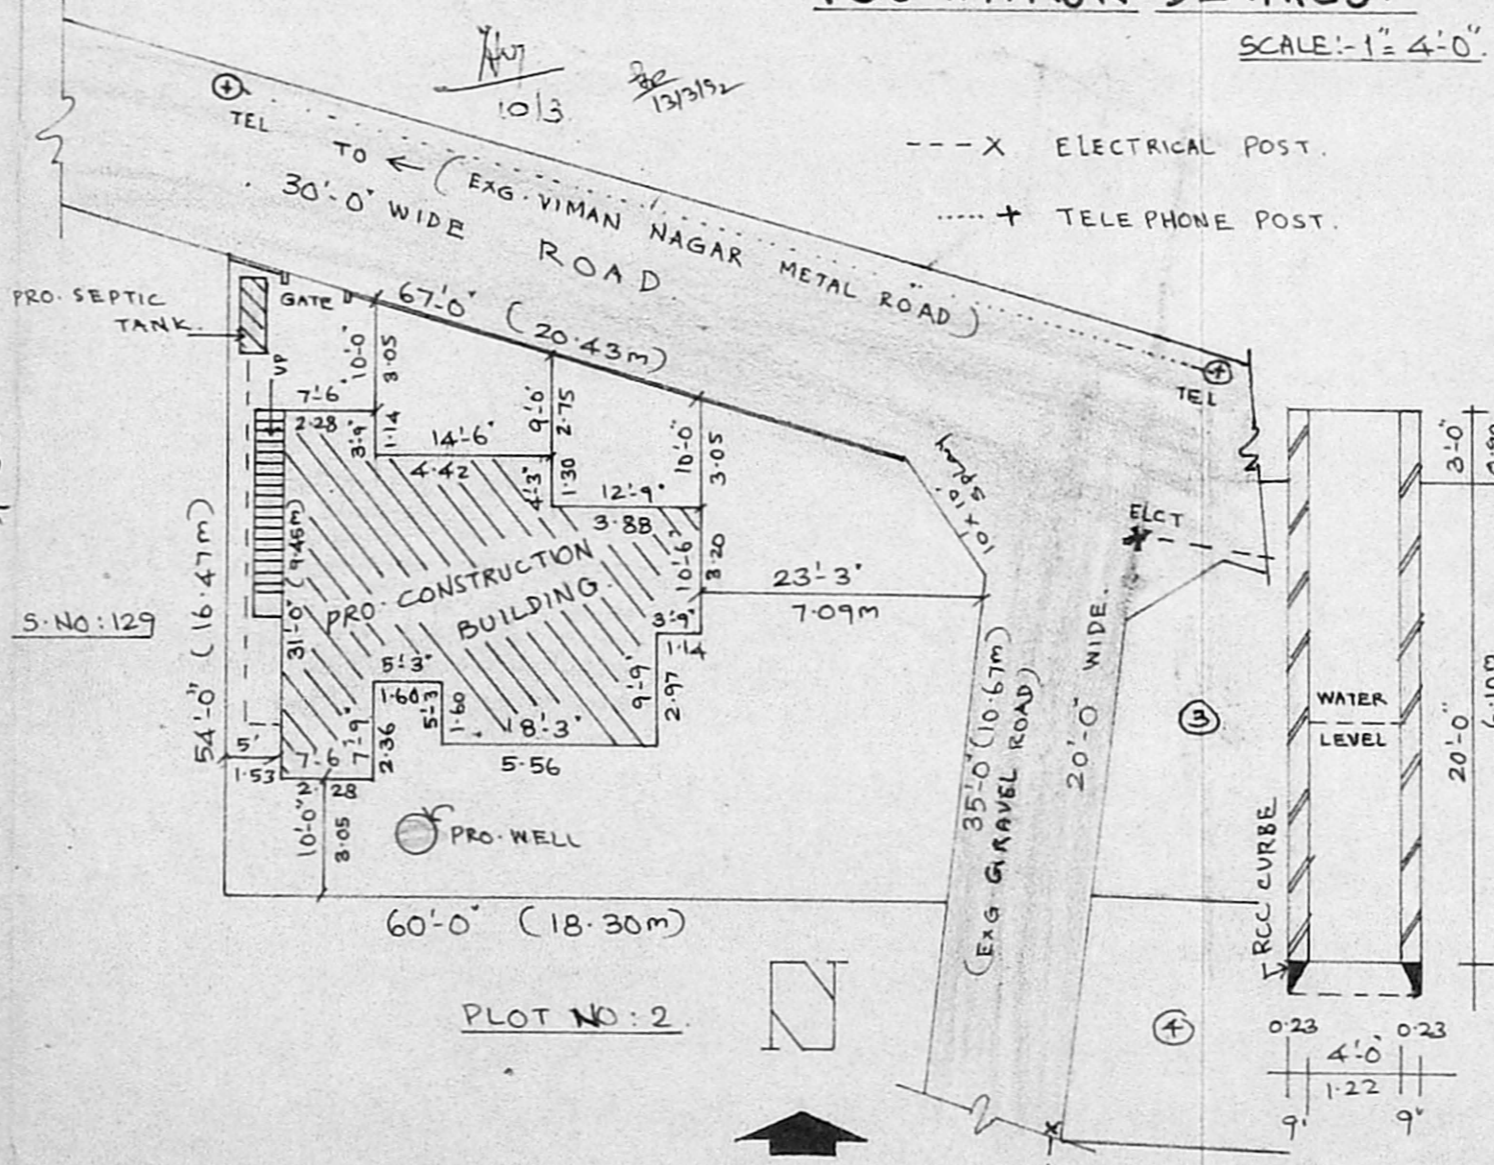 SCALE:-1"= 4'-0".
10/3
13/3/92
---X ELECTRICAL POST.
.....+ TELEPHONE POST.
TEL
TO ← (EXG. VIMAN NAGAR METAL ROAD)
30'-0" WIDE ROAD
TEL
PRO. SEPTIC
TANK.
GATE
67'-0" (20.43m)
VP
10'-0"
3.05
7'-6"
2.28
3'-9"
1.14
14'-6"
4.42
9'-0"
2.75
4'-3"
1.30
12'-9"
3.88
10'-0"
3.05
10'-6"
3.20
10'x10' SPLAY
ELCT
S.NO:129
54'-0" (16.47m)
31'-0" (9.45m)
PRO. CONSTRUCTION
BUILDING.
23'-3"
7.09m
3'-9"
1.14
9'-9"
2.97
5'-3"
1.60
5'-3
1.60
18'-3"
5.56
7'-9"
2.36
7'-6
2.28
5'
1.53
10'-0"
3.05
PRO. WELL
60'-0" (18.30m)
35'-0" (10.67m)
(EXG. GRAVEL ROAD)
20'-0" WIDE.
3
4
PLOT NO: 2.
N
3'-0"
WATER
LEVEL
20'-0"
6.10m
RCC CURBE
0.23
0.23
4'-0
1.22
9"
9"